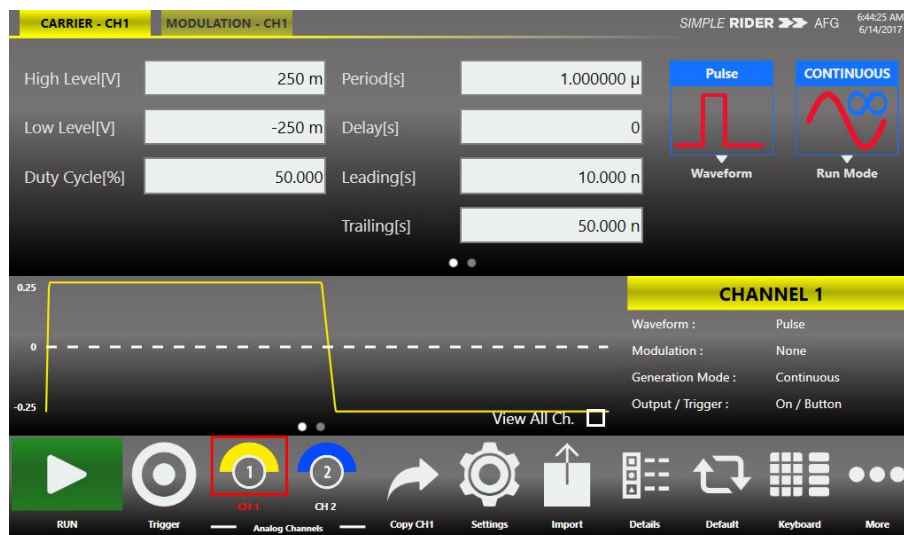 CARRIER - CH1 MODULATION - CH1 SIMPLE RIDER AFG 6:44:25 AM
6/14/2017
High Level[V] 250 m Period[s] 1.000000 µ Pulse CONTINUOUS
Low Level[V] -250 m Delay[s] 0
Duty Cycle[%] 50.000 Leading[s] 10.000 n Waveform Run Mode
Trailing[s] 50.000 n
0.25 CHANNEL 1
Waveform : Pulse
0 Modulation : None
Generation Mode : Continuous
-0.25 View All Ch. Output / Trigger : On / Button
1 2
CH 1 CH 2
RUN Trigger Analog Channels Copy CH1 Settings Import Details Default Keyboard More